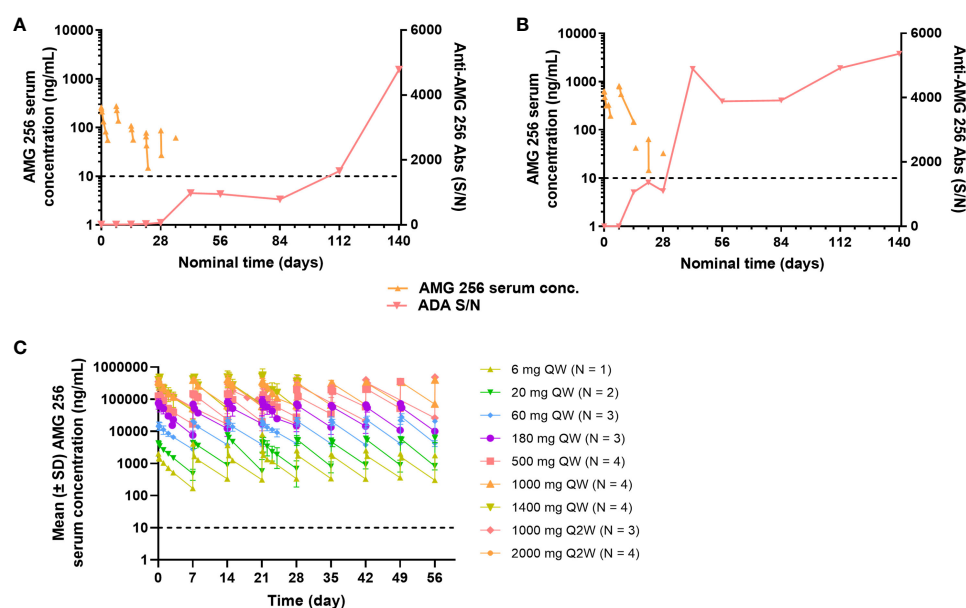 A
10000
1000
100
10
1
AMG 256 serum
concentration (ng/mL)
6000
4000
2000
0
Anti-AMG 256 Abs (S/N)
0 28 56 84 112 140
Nominal time (days)
B
10000
1000
100
10
1
AMG 256 serum
concentration (ng/mL)
6000
4000
2000
0
Anti-AMG 256 Abs (S/N)
0 28 56 84 112 140
Nominal time (days)
AMG 256 serum conc.
ADA S/N
C
1000000
100000
10000
1000
100
10
1
Mean (± SD) AMG 256
serum concentration (ng/mL)
0 7 14 21 28 35 42 49 56
Time (day)
6 mg QW (N = 1)
20 mg QW (N = 2)
60 mg QW (N = 3)
180 mg QW (N = 3)
500 mg QW (N = 4)
1000 mg QW (N = 4)
1400 mg QW (N = 4)
1000 mg Q2W (N = 3)
2000 mg Q2W (N = 4)